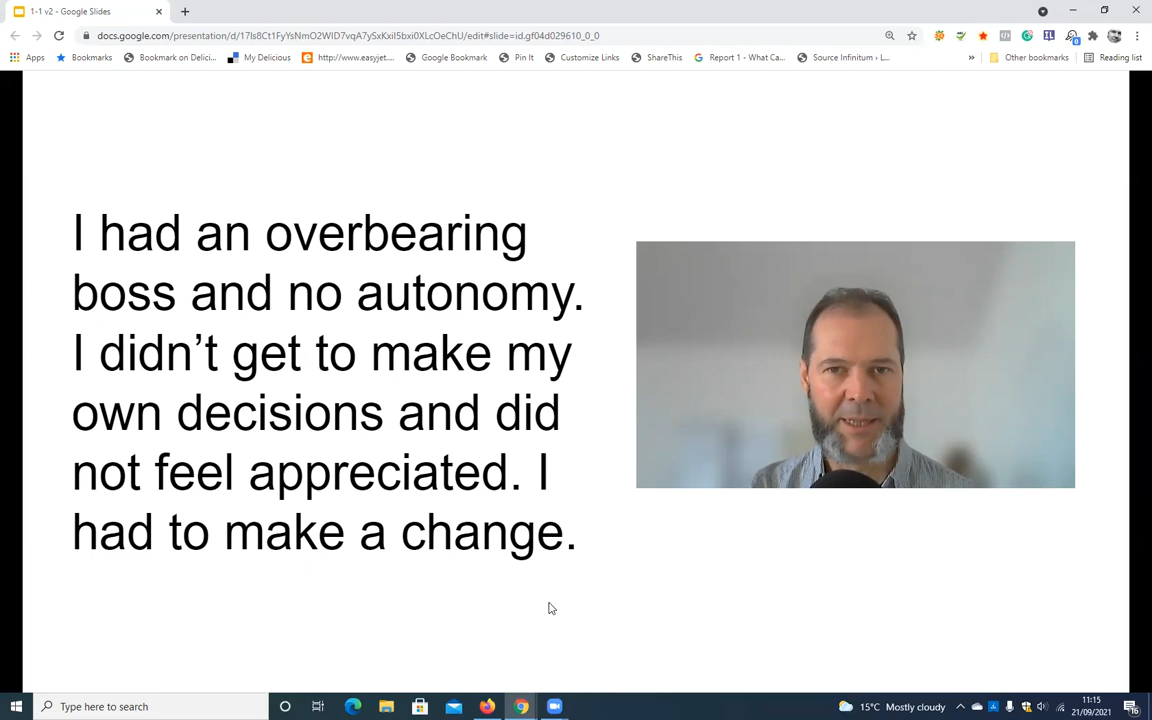 1-1 v2 - Google Slides
docs.google.com/presentation/d/17ls8Ct1FyYsNmO2WlD7vqA7ySxKxiI5bxi0XLcOeChU/edit#slide=id.gf04d029610_0_0
Apps Bookmarks Bookmark on Delici... My Delicious http://www.easyjet.... Google Bookmark Pin It Customize Links ShareThis Report 1 - What Ca... Source Infinitum › L... » Other bookmarks Reading list
I had an overbearing
boss and no autonomy.
I didn’t get to make my
own decisions and did
not feel appreciated. I
had to make a change.
Type here to search
15°C Mostly cloudy
11:15
21/09/2021
16